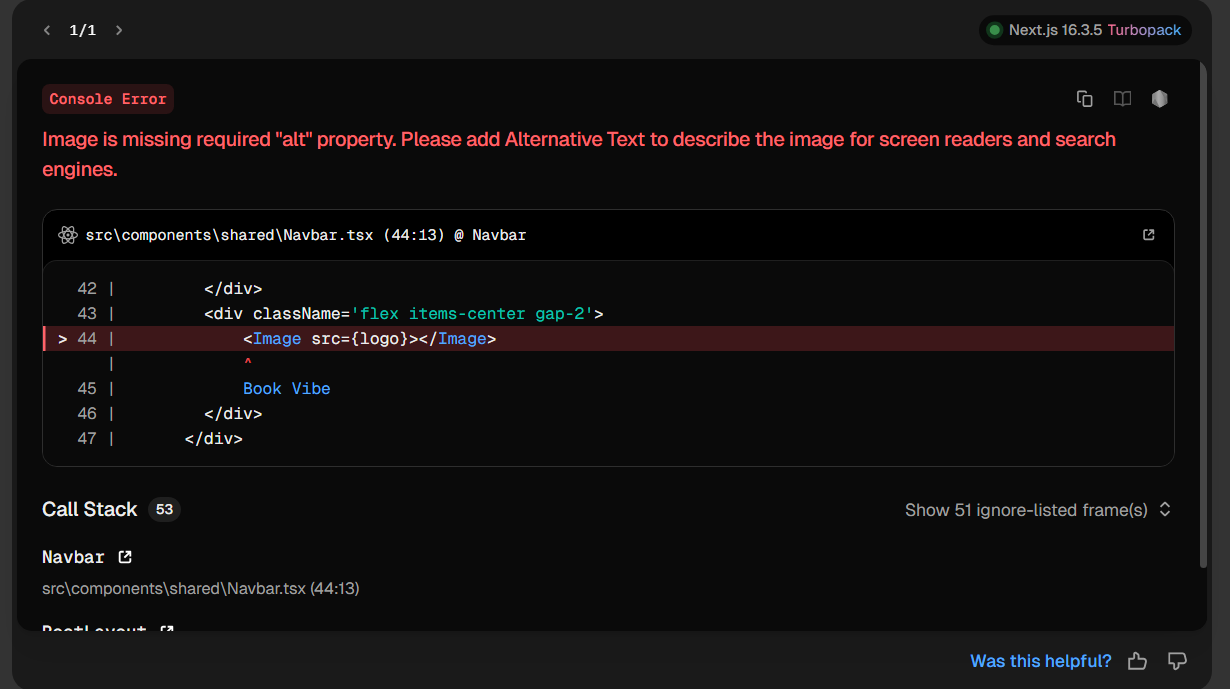 1/1
Next.js 16.3.5 Turbopack
Console Error
Image is missing required "alt" property. Please add Alternative Text to describe the image for screen readers and search
engines.
src\components\shared\Navbar.tsx (44:13) @ Navbar
42 | </div>
43 | <div className='flex items-center gap-2'>
> 44 | <Image src={logo}></Image>
| ^
45 | Book Vibe
46 | </div>
47 | </div>
Call Stack 53
Show 51 ignore-listed frame(s)
Navbar
src\components\shared\Navbar.tsx (44:13)
RootLayout
Was this helpful?